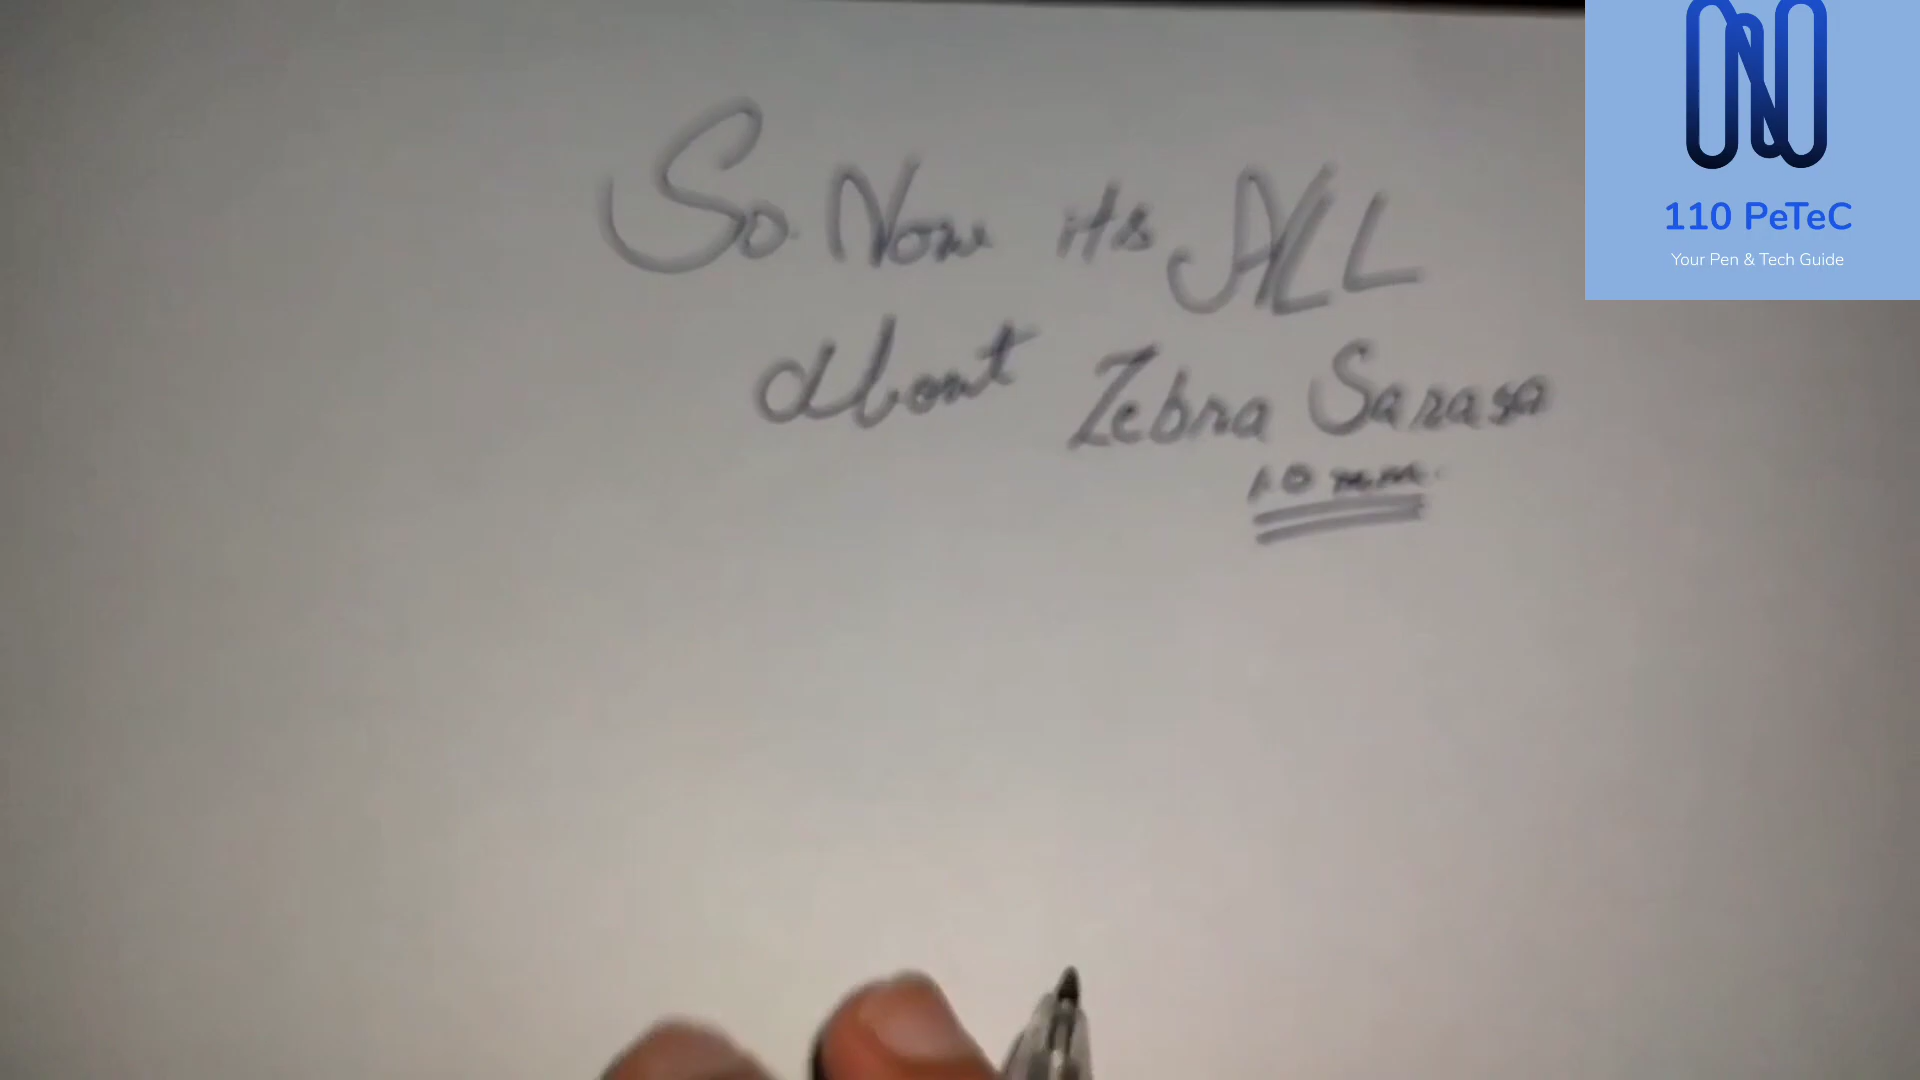 So Now its ALL
About Zebra Sarasa
1.0 mm.
110 PeTeC
Your Pen & Tech Guide